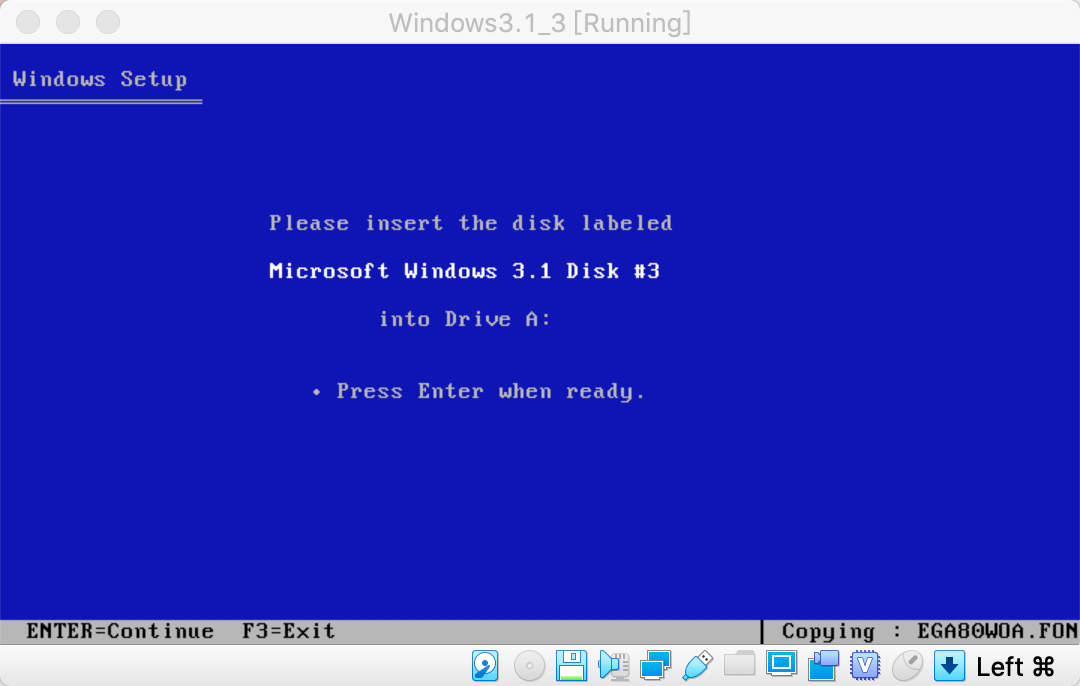 Windows3.1_3 [Running]
Windows Setup
Please insert the disk labeled
Microsoft Windows 3.1 Disk #3
into Drive A:
• Press Enter when ready.
ENTER=Continue F3=Exit | Copying : EGA80WOA.FON
V Left ⌘